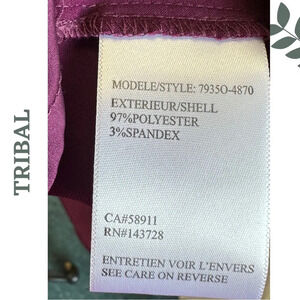 TRIBAL
MODELE/STYLE: 7935O-4870
EXTERIEUR/SHELL
97%POLYESTER
3%SPANDEX
CA#58911
RN#143728
ENTRETIEN VOIR L'ENVERS
SEE CARE ON REVERSE